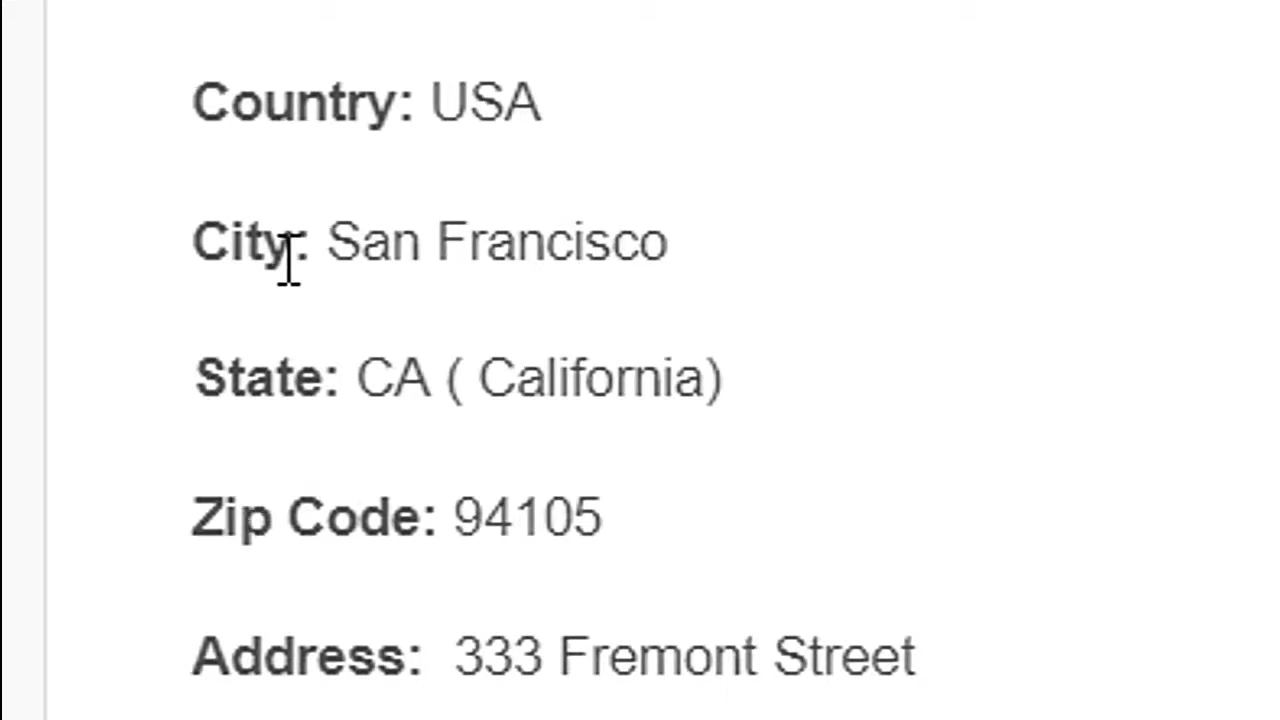 Country: USA
City: San Francisco
State: CA ( California)
Zip Code: 94105
Address:  333 Fremont Street